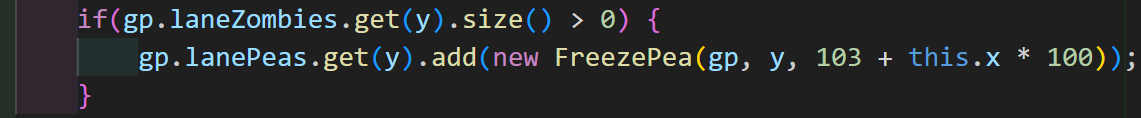 if(gp.laneZombies.get(y).size() > 0) {
gp.lanePeas.get(y).add(new FreezePea(gp, y, 103 + this.x * 100));
}